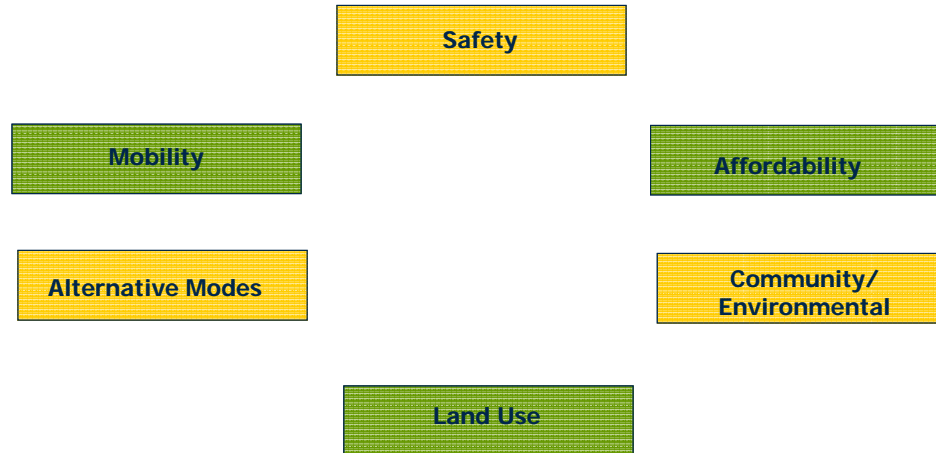 Safety
Mobility
Affordability
Alternative Modes
Community/
Environmental
Land Use